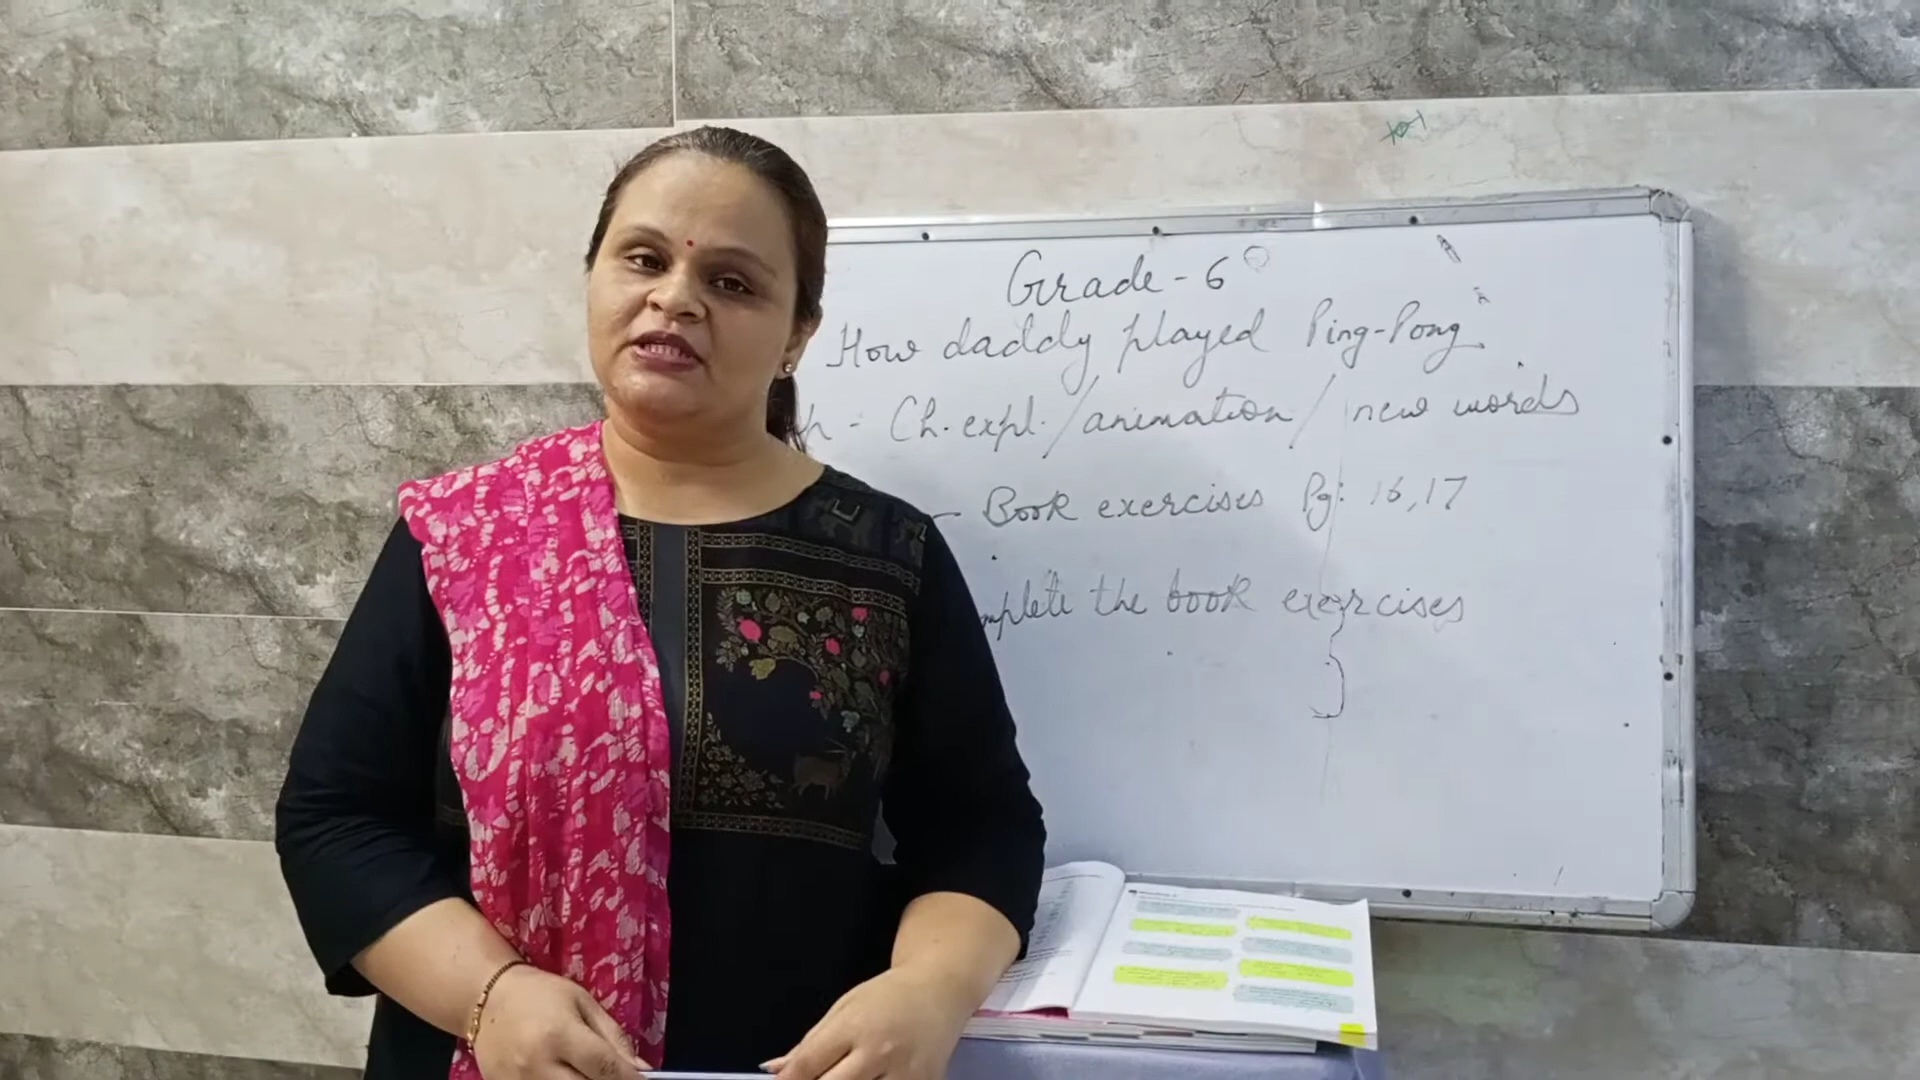 Grade - 6
How daddy played Ping-Pong
- Ch. expl. / animation / new words
- Book exercises Pg: 16, 17
the book exercises